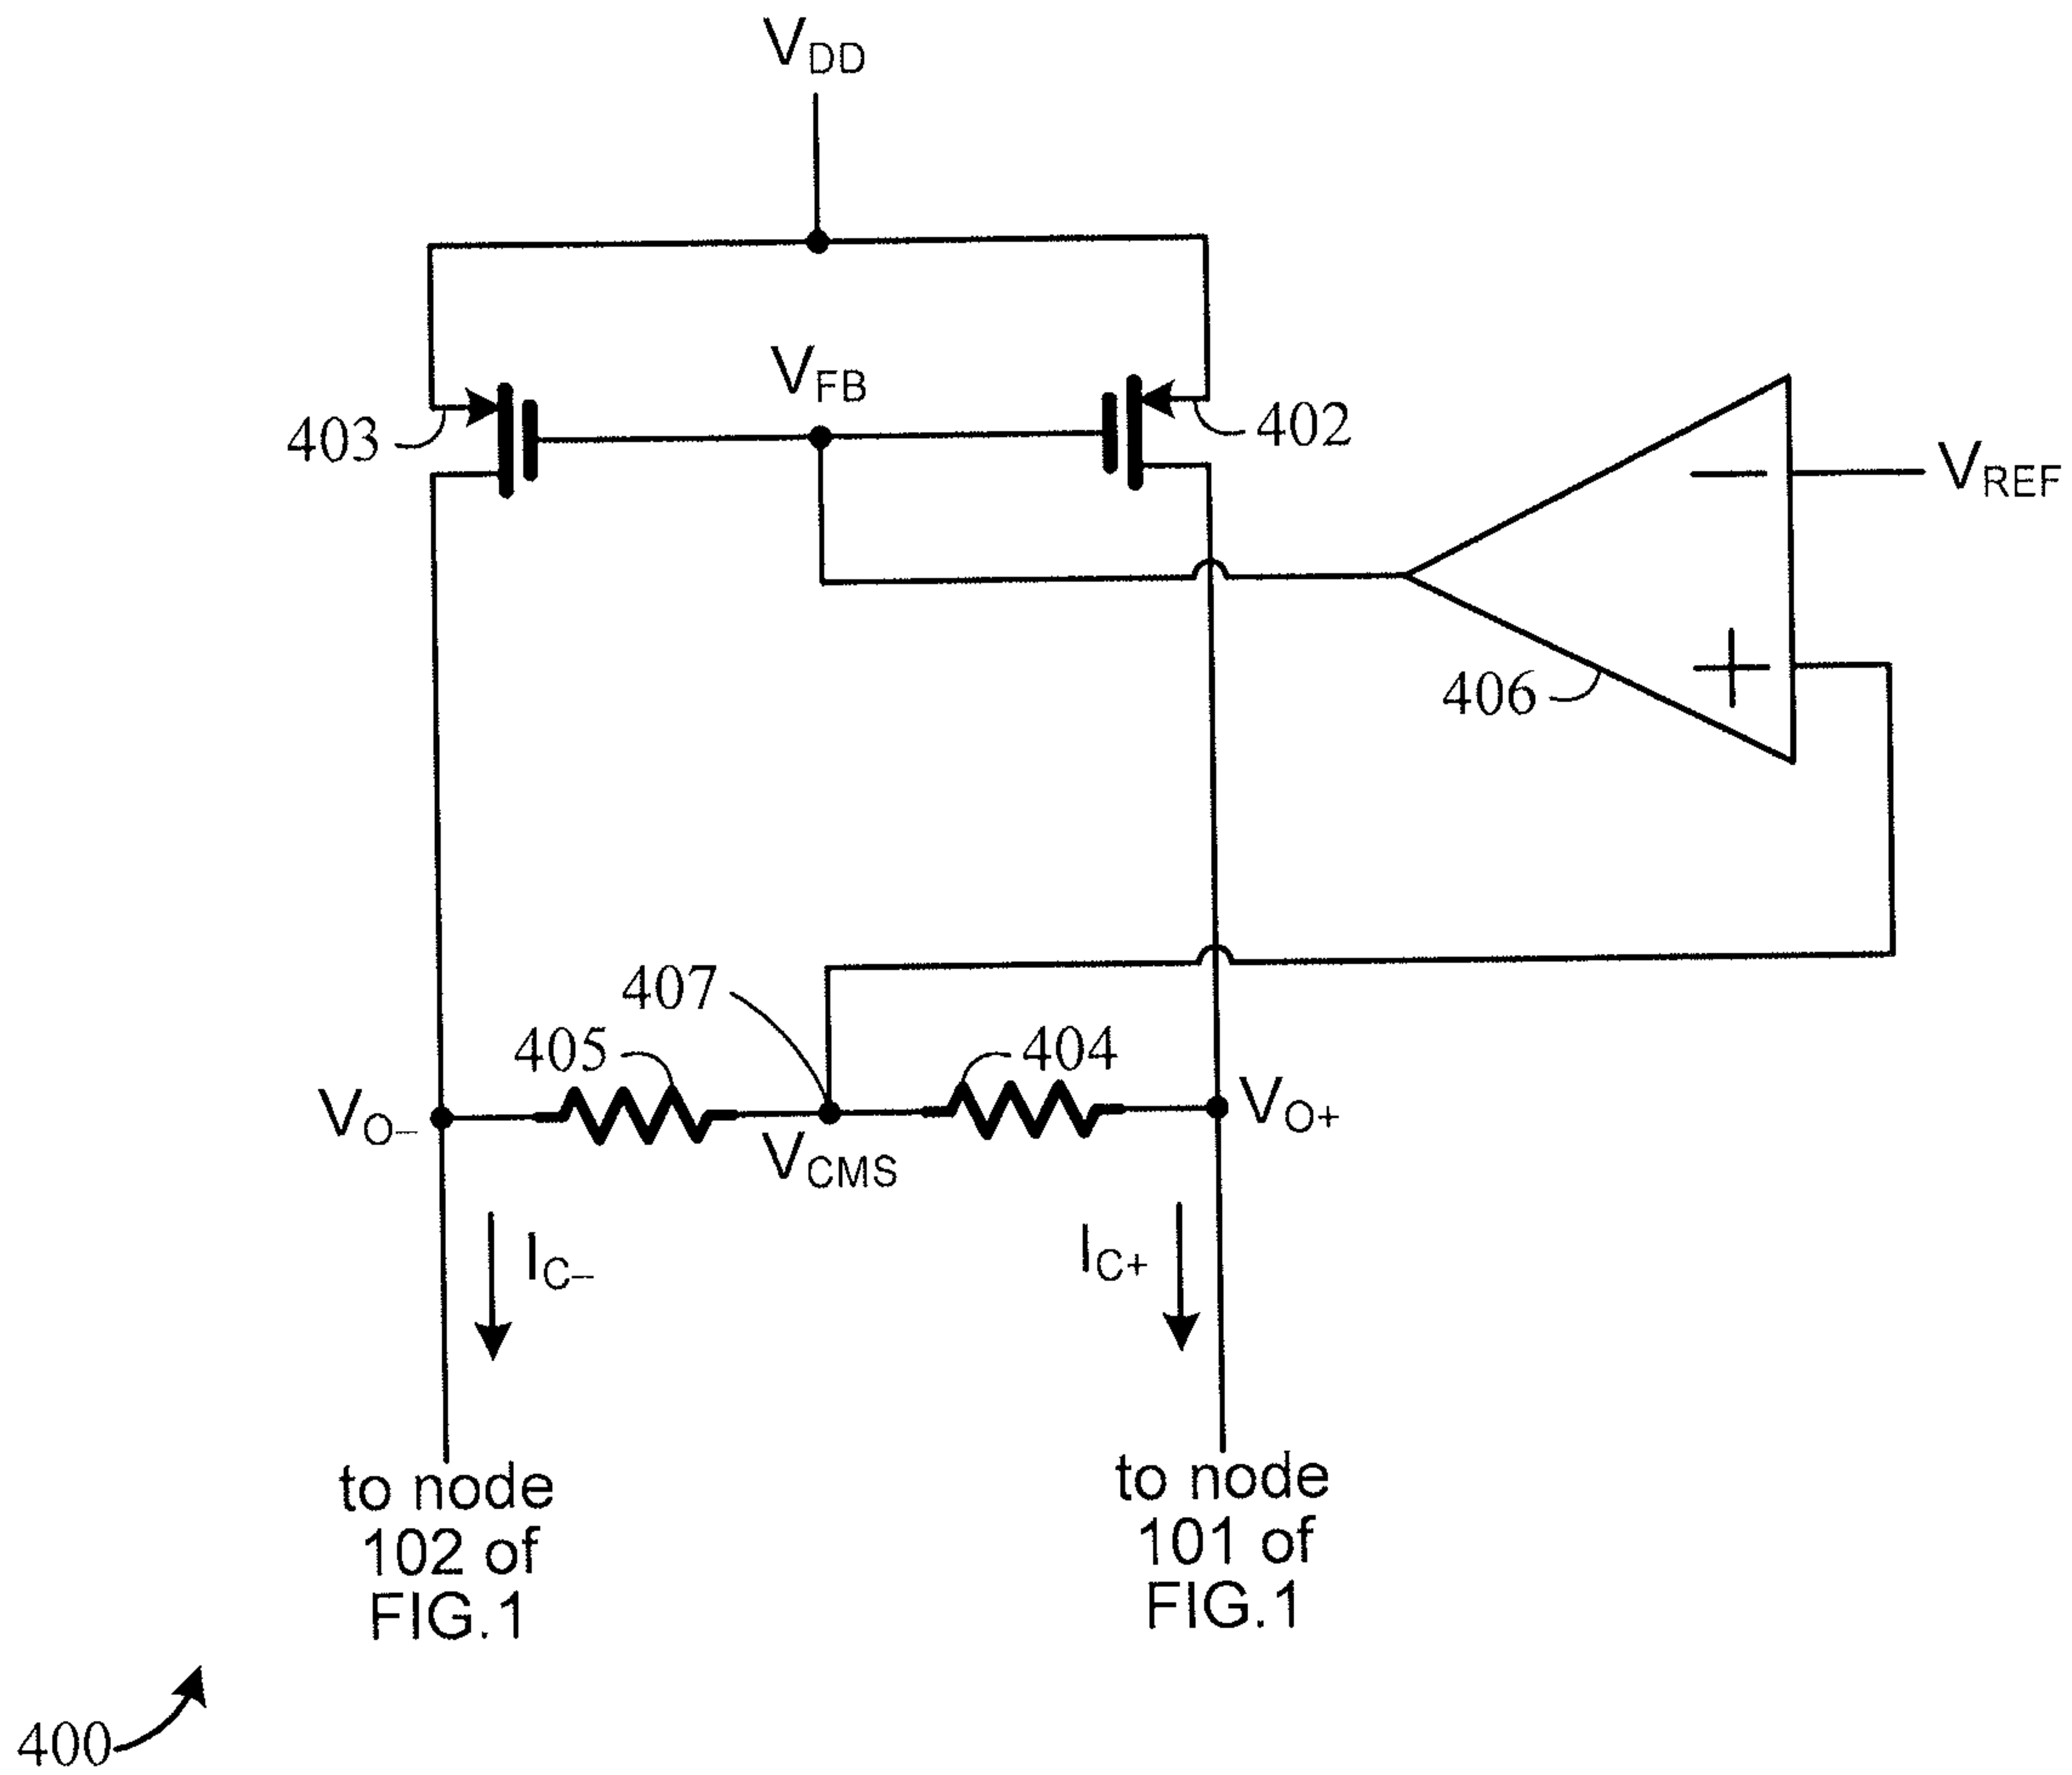 VDD
VFB
403
402
VREF
−
+
406
407
405
404
VO−
VO+
VCMS
IC−
IC+
to node
102 of
FIG.1
to node
101 of
FIG.1
400